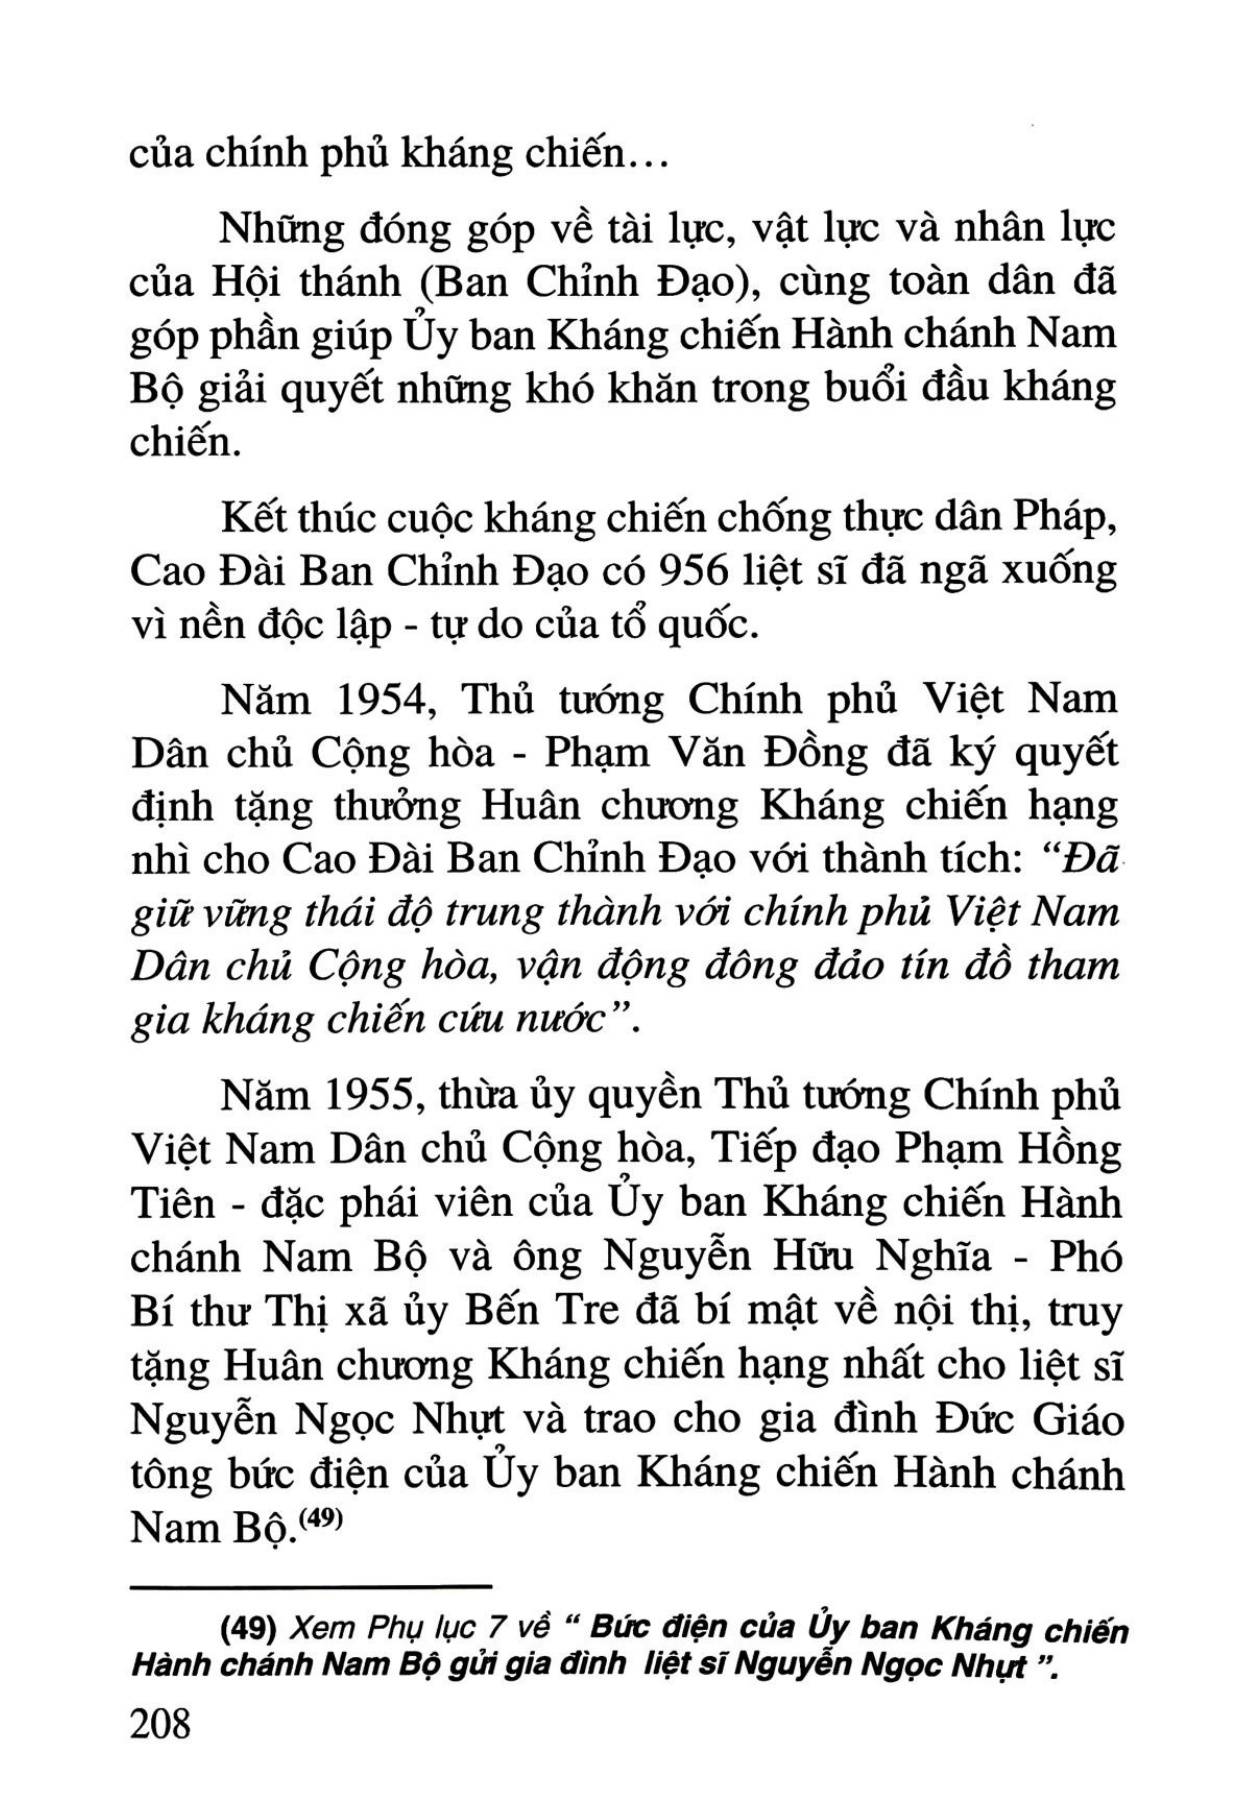 của chính phủ kháng chiến...
Những đóng góp về tài lực, vật lực và nhân lực
của Hội thánh (Ban Chỉnh Đạo), cùng toàn dân đã
góp phần giúp Ủy ban Kháng chiến Hành chánh Nam
Bộ giải quyết những khó khăn trong buổi đầu kháng
chiến.
Kết thúc cuộc kháng chiến chống thực dân Pháp,
Cao Đài Ban Chỉnh Đạo có 956 liệt sĩ đã ngã xuống
vì nền độc lập - tự do của tổ quốc.
Năm 1954, Thủ tướng Chính phủ Việt Nam
Dân chủ Cộng hòa - Phạm Văn Đồng đã ký quyết
định tặng thưởng Huân chương Kháng chiến hạng
nhì cho Cao Đài Ban Chỉnh Đạo với thành tích: “Đã
giữ vững thái độ trung thành với chính phủ Việt Nam
Dân chủ Cộng hòa, vận động đông đảo tín đồ tham
gia kháng chiến cứu nước”.
Năm 1955, thừa ủy quyền Thủ tướng Chính phủ
Việt Nam Dân chủ Cộng hòa, Tiếp đạo Phạm Hồng
Tiên - đặc phái viên của Ủy ban Kháng chiến Hành
chánh Nam Bộ và ông Nguyễn Hữu Nghĩa - Phó
Bí thư Thị xã ủy Bến Tre đã bí mật về nội thị, truy
tặng Huân chương Kháng chiến hạng nhất cho liệt sĩ
Nguyễn Ngọc Nhựt và trao cho gia đình Đức Giáo
tông bức điện của Ủy ban Kháng chiến Hành chánh
Nam Bộ.(49)
(49) Xem Phụ lục 7 về “ Bức điện của Ủy ban Kháng chiến
Hành chánh Nam Bộ gửi gia đình liệt sĩ Nguyễn Ngọc Nhựt ”.
208